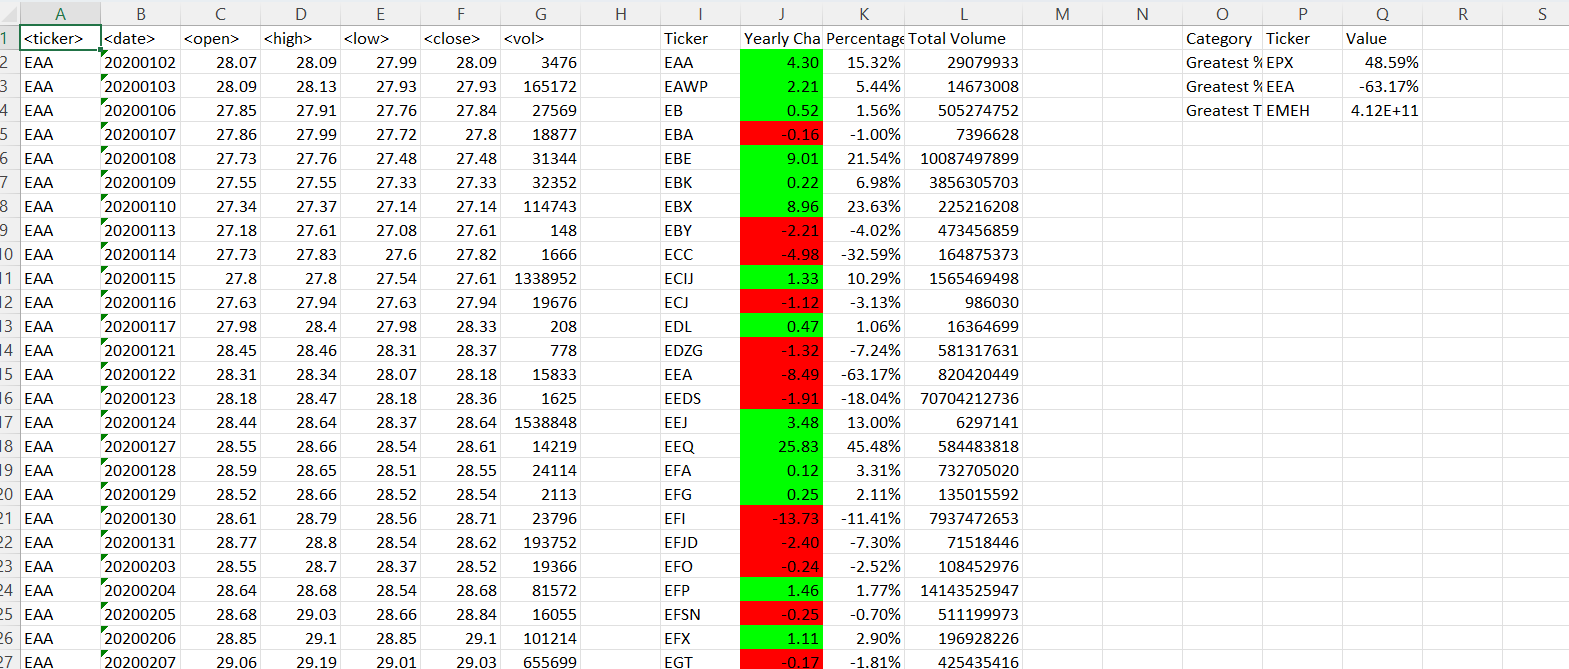 A B C D E F G H I J K L M N O P Q R S
1 <ticker> <date> <open> <high> <low> <close> <vol> Ticker Yearly Cha Percentage Total Volume Category Ticker Value
2 EAA 20200102 28.07 28.09 27.99 28.09 3476 EAA 4.30 15.32% 29079933 Greatest % EPX 48.59%
3 EAA 20200103 28.09 28.13 27.93 27.93 165172 EAWP 2.21 5.44% 14673008 Greatest % EEA -63.17%
4 EAA 20200106 27.85 27.91 27.76 27.84 27569 EB 0.52 1.56% 505274752 Greatest T EMEH 4.12E+11
5 EAA 20200107 27.86 27.99 27.72 27.8 18877 EBA -0.16 -1.00% 7396628
6 EAA 20200108 27.73 27.76 27.48 27.48 31344 EBE 9.01 21.54% 10087497899
7 EAA 20200109 27.55 27.55 27.33 27.33 32352 EBK 0.22 6.98% 3856305703
8 EAA 20200110 27.34 27.37 27.14 27.14 114743 EBX 8.96 23.63% 225216208
9 EAA 20200113 27.18 27.61 27.08 27.61 148 EBY -2.21 -4.02% 473456859
10 EAA 20200114 27.73 27.83 27.6 27.82 1666 ECC -4.98 -32.59% 164875373
11 EAA 20200115 27.8 27.8 27.54 27.61 1338952 ECIJ 1.33 10.29% 1565469498
12 EAA 20200116 27.63 27.94 27.63 27.94 19676 ECJ -1.12 -3.13% 986030
13 EAA 20200117 27.98 28.4 27.98 28.33 208 EDL 0.47 1.06% 16364699
14 EAA 20200121 28.45 28.46 28.31 28.37 778 EDZG -1.32 -7.24% 581317631
15 EAA 20200122 28.31 28.34 28.07 28.18 15833 EEA -8.49 -63.17% 820420449
16 EAA 20200123 28.18 28.47 28.18 28.36 1625 EEDS -1.91 -18.04% 70704212736
17 EAA 20200124 28.44 28.64 28.37 28.64 1538848 EEJ 3.48 13.00% 6297141
18 EAA 20200127 28.55 28.66 28.54 28.61 14219 EEQ 25.83 45.48% 584483818
19 EAA 20200128 28.59 28.65 28.51 28.55 24114 EFA 0.12 3.31% 732705020
20 EAA 20200129 28.52 28.66 28.52 28.54 2113 EFG 0.25 2.11% 135015592
21 EAA 20200130 28.61 28.79 28.56 28.71 23796 EFI -13.73 -11.41% 7937472653
22 EAA 20200131 28.77 28.8 28.54 28.62 193752 EFJD -2.40 -7.30% 71518446
23 EAA 20200203 28.55 28.7 28.37 28.52 19366 EFO -0.24 -2.52% 108452976
24 EAA 20200204 28.64 28.68 28.54 28.68 81572 EFP 1.46 1.77% 14143525947
25 EAA 20200205 28.68 29.03 28.66 28.84 16055 EFSN -0.25 -0.70% 511199973
26 EAA 20200206 28.85 29.1 28.85 29.1 101214 EFX 1.11 2.90% 196928226
27 EAA 20200207 29.06 29.19 29.01 29.03 655699 EGT -0.17 -1.81% 425435416